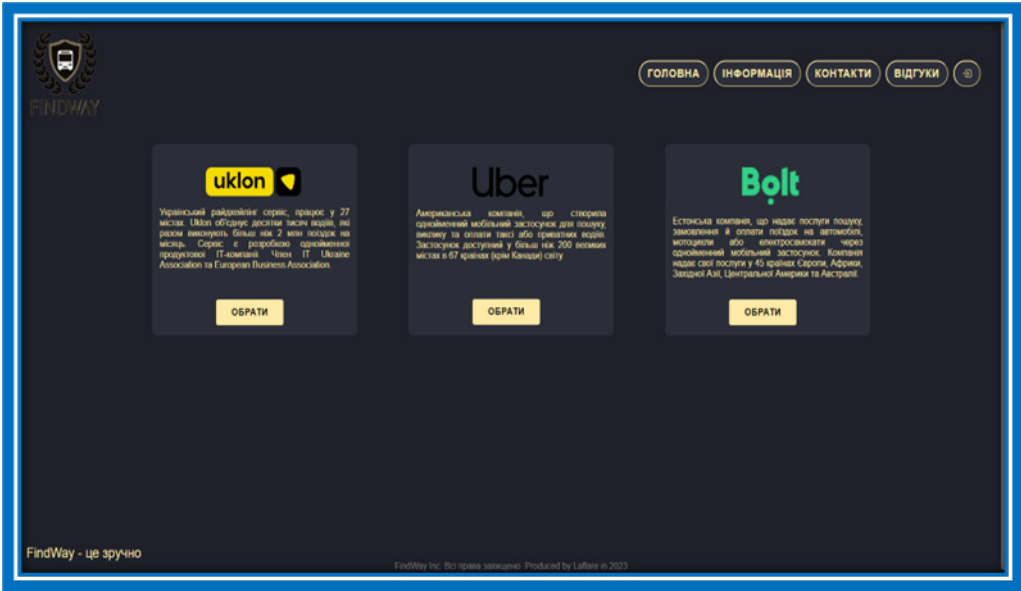 FINDWAY
ГОЛОВНА
ІНФОРМАЦІЯ
КОНТАКТИ
ВІДГУКИ
uklon
Український райдхейлінг сервіс, працює у 27
містах. Uklon об'єднує десятки тисяч водіїв, які
разом виконують більш ніж 2 млн поїздок на
місяць. Сервіс є розробкою однойменної
продуктової ІТ-компанії. Член IT Ukraine
Association та European Business Association.
ОБРАТИ
Uber
Американська компанія, що створила
однойменний мобільний застосунок для пошуку,
виклику та оплати таксі або приватних водіїв.
Застосунок доступний у більш ніж 200 великих
містах в 67 країнах (крім Канади) світу
ОБРАТИ
Bolt
Естонська компанія, що надає послуги пошуку,
замовлення й оплати поїздок на автомобілі,
мотоцикли або електросамокати через
однойменний мобільний застосунок. Компанія
надає свої послуги у 45 країнах Європи, Африки,
Західної Азії, Центральної Америки та Австралії.
ОБРАТИ
FindWay - це зручно
FindWay Inc. Всі права захищено. Produced by Laflare in 2023